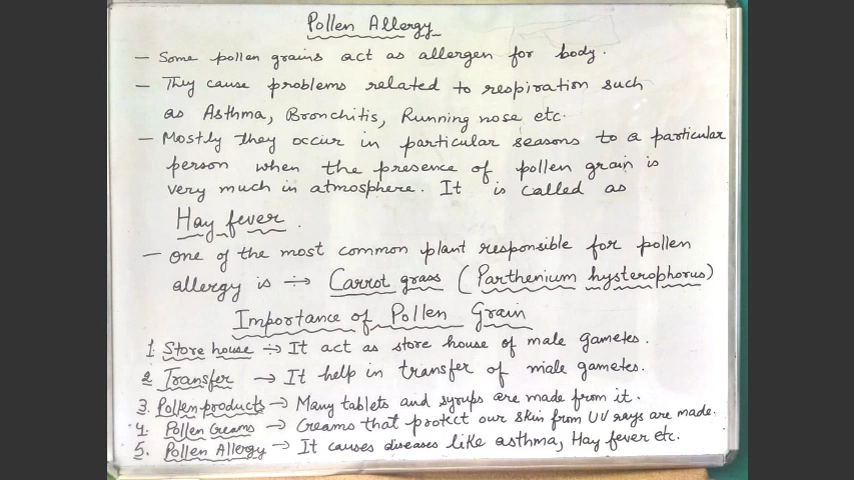 Pollen Allergy
- Some pollen grains act as allergen for body.
- They cause problems related to respiration such
as Asthma, Bronchitis, Running nose etc.
- Mostly they occur in particular seasons to a particular
person when the presence of pollen grain is
very much in atmosphere. It is called as
Hay fever.
- One of the most common plant responsible for pollen
allergy is → Carrot grass (Parthenium hysterophorus)
Importance of Pollen Grain
1. Store house → It act as store house of male gametes.
2. Transfer → It help in transfer of male gametes.
3. Pollen products → Many tablets and syrups are made from it.
4. Pollen Creams → Creams that protect our skin from UV rays are made.
5. Pollen Allergy → It causes diseases like asthma, Hay fever etc.